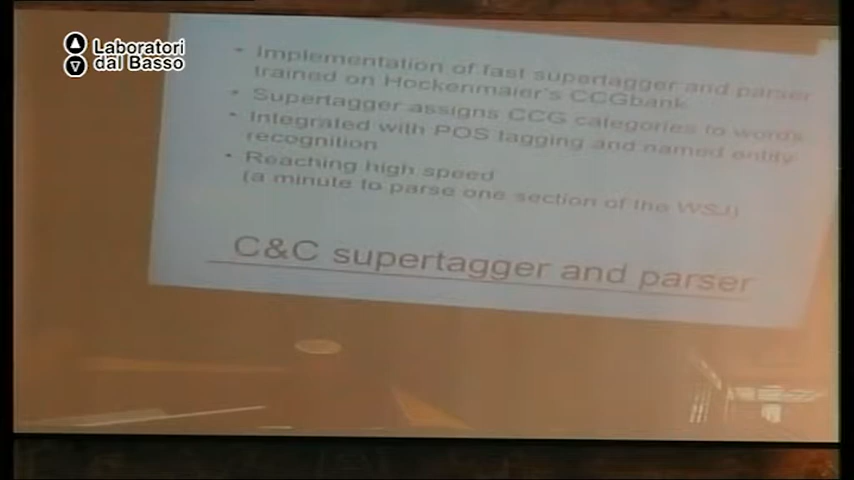 Laboratori
dal Basso
• Implementation of fast supertagger and parser
trained on Hockenmaier's CCGbank
• Supertagger assigns CCG categories to words
• Integrated with POS tagging and named entity
recognition
• Reaching high speed
(a minute to parse one section of the WSJ)
C&C supertagger and parser